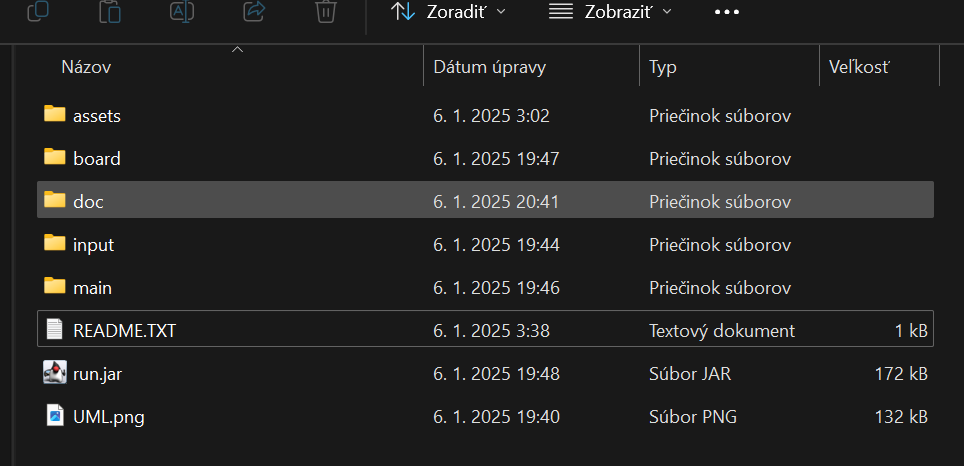 Zoradiť Zobraziť
Názov Dátum úpravy Typ Veľkosť
assets 6. 1. 2025 3:02 Priečinok súborov
board 6. 1. 2025 19:47 Priečinok súborov
doc 6. 1. 2025 20:41 Priečinok súborov
input 6. 1. 2025 19:44 Priečinok súborov
main 6. 1. 2025 19:46 Priečinok súborov
README.TXT 6. 1. 2025 3:38 Textový dokument 1 kB
run.jar 6. 1. 2025 19:48 Súbor JAR 172 kB
UML.png 6. 1. 2025 19:40 Súbor PNG 132 kB